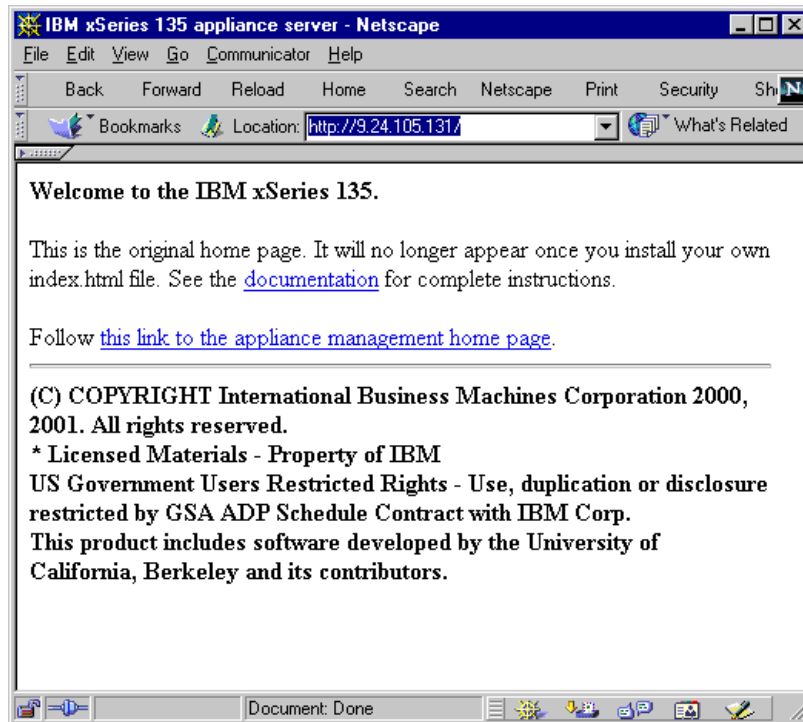 IBM xSeries 135 appliance server - Netscape
File Edit View Go Communicator Help
Back Forward Reload Home Search Netscape Print Security Sh N
Bookmarks Location: http://9.24.105.131/ What's Related
Welcome to the IBM xSeries 135.
This is the original home page. It will no longer appear once you install your own
index.html file. See the documentation for complete instructions.
Follow this link to the appliance management home page.
(C) COPYRIGHT International Business Machines Corporation 2000,
2001. All rights reserved.
* Licensed Materials - Property of IBM
US Government Users Restricted Rights - Use, duplication or disclosure
restricted by GSA ADP Schedule Contract with IBM Corp.
This product includes software developed by the University of
California, Berkeley and its contributors.
Document: Done